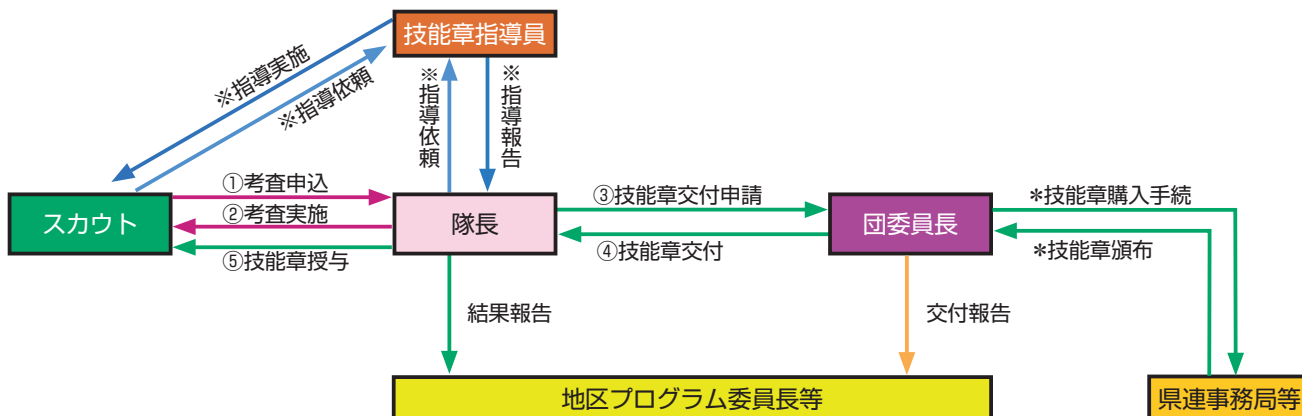 技能章指導員
※指導実施
※指導依頼
※指導依頼
※指導報告
スカウト
①考査申込
②考査実施
⑤技能章授与
隊長
③技能章交付申請
④技能章交付
団委員長
*技能章購入手続
*技能章頒布
結果報告
交付報告
地区プログラム委員長等
県連事務局等